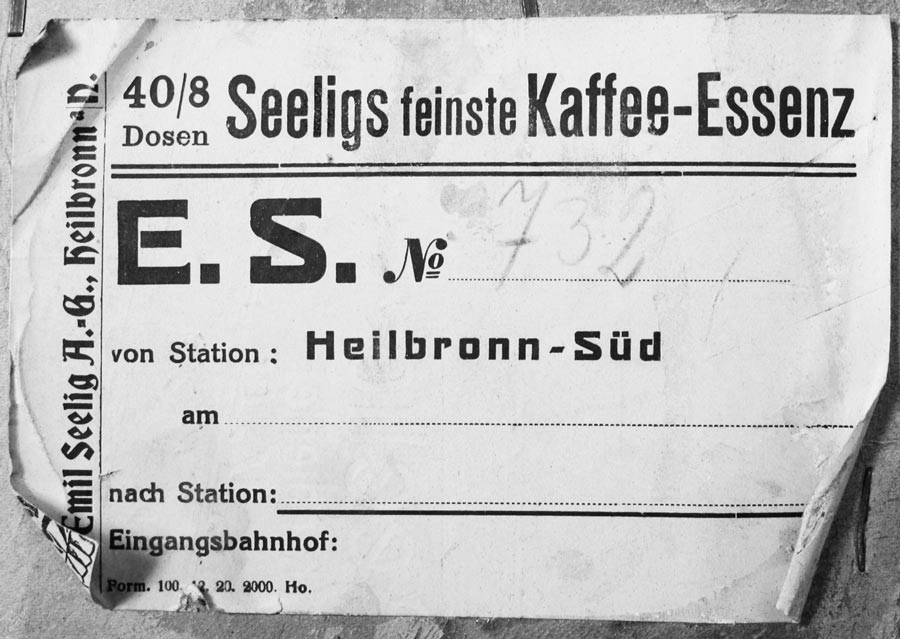 Emil Seelig A.-G., Heilbronn a N.
40/8 Seeligs feinste Kaffee-Essenz
Dosen
E. S. No 732
von Station: Heilbronn-Süd
am
nach Station:
Eingangsbahnhof:
Form. 100. 20. 2000. Ho.